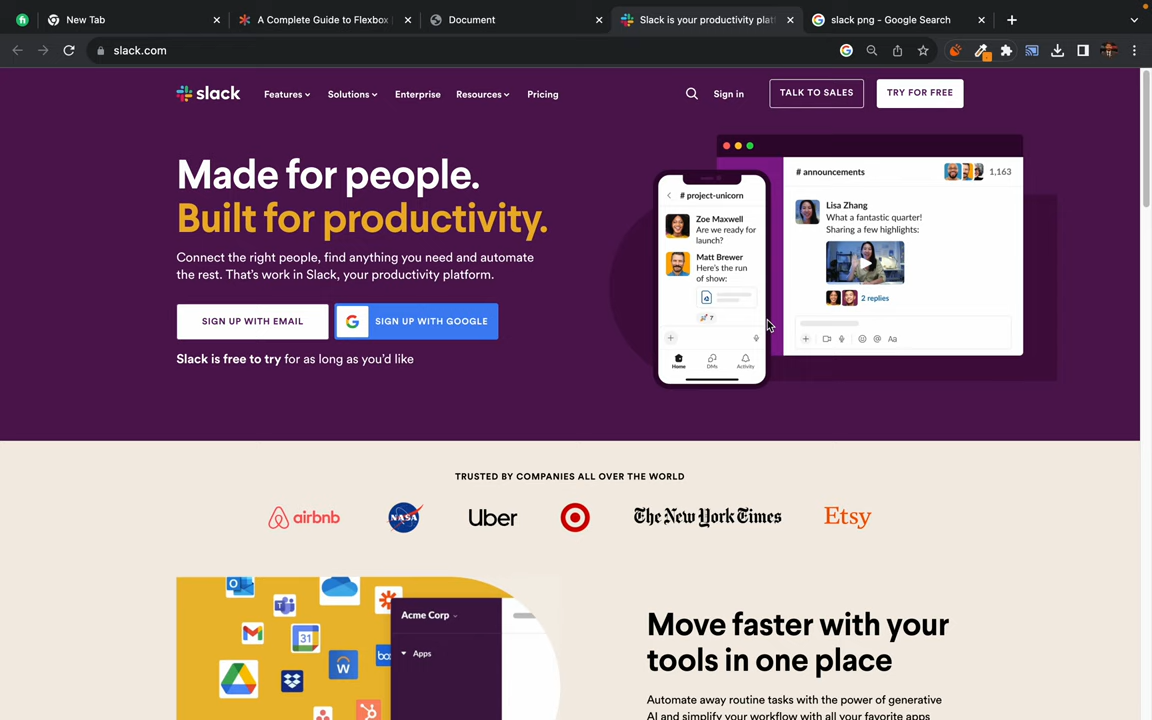 New Tab
A Complete Guide to Flexbox
Document
Slack is your productivity plat
slack png - Google Search
slack.com
slack
Features
Solutions
Enterprise
Resources
Pricing
Sign in
TALK TO SALES
TRY FOR FREE
Made for people.
Built for productivity.
Connect the right people, find anything you need and automate
the rest. That’s work in Slack, your productivity platform.
SIGN UP WITH EMAIL
SIGN UP WITH GOOGLE
Slack is free to try for as long as you’d like
# project-unicorn
Zoe Maxwell
Are we ready for
launch?
Matt Brewer
Here’s the run
of show:
7
Home
DMs
Activity
# announcements
1,163
Lisa Zhang
What a fantastic quarter!
Sharing a few highlights:
2 replies
Aa
TRUSTED BY COMPANIES ALL OVER THE WORLD
airbnb
NASA
Uber
The New York Times
Etsy
31
Acme Corp
Apps
Move faster with your
tools in one place
Automate away routine tasks with the power of generative
AI and simplify your workflow with all your favorite apps